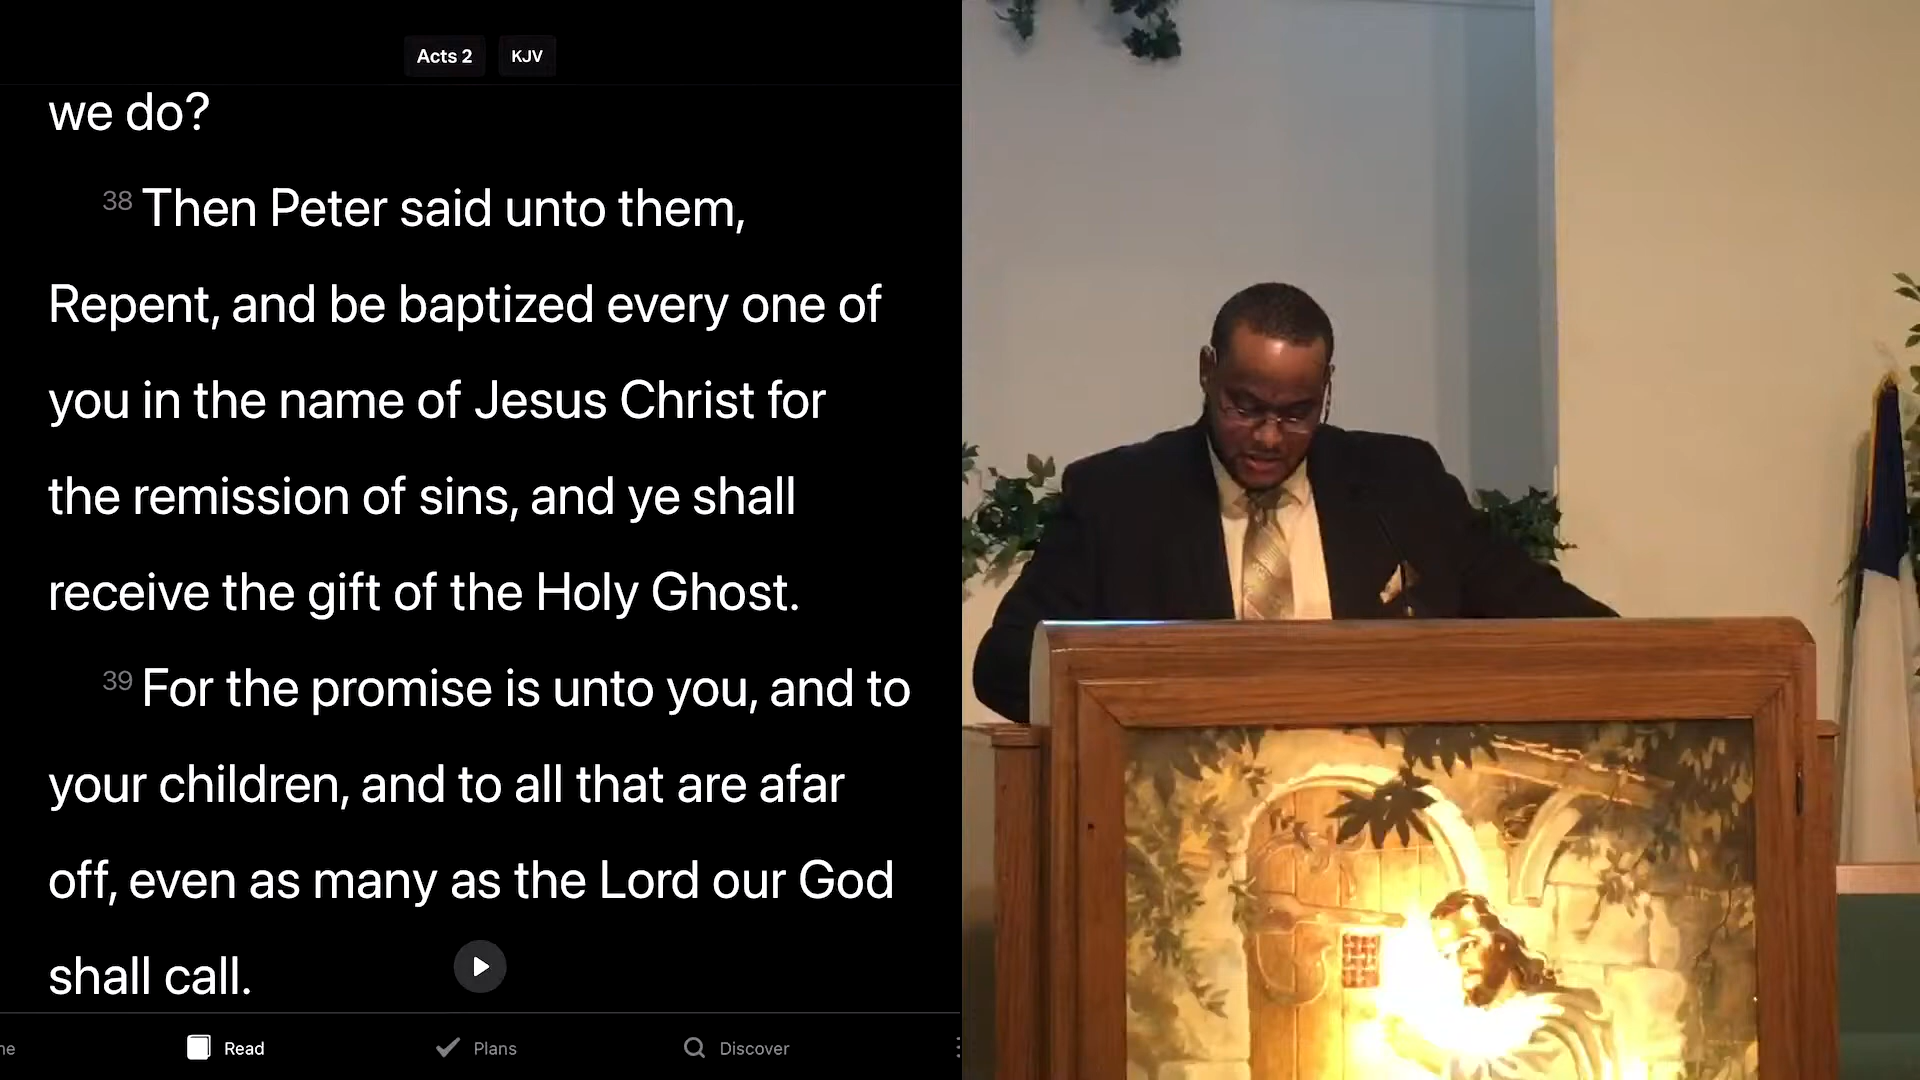 Acts 2 KJV
we do?
38 Then Peter said unto them,
Repent, and be baptized every one of
you in the name of Jesus Christ for
the remission of sins, and ye shall
receive the gift of the Holy Ghost.
39 For the promise is unto you, and to
your children, and to all that are afar
off, even as many as the Lord our God
shall call.
ne Read Plans Discover